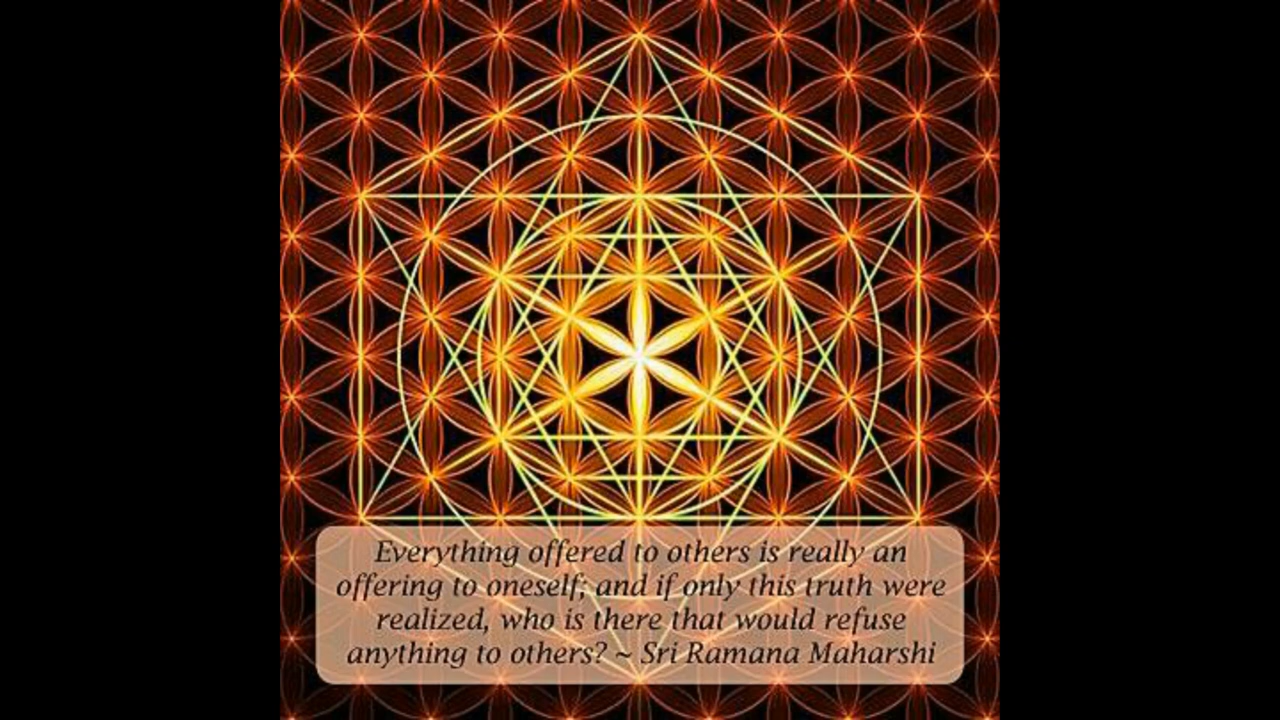 Everything offered to others is really an
offering to oneself; and if only this truth were
realized, who is there that would refuse
anything to others? ~ Sri Ramana Maharshi